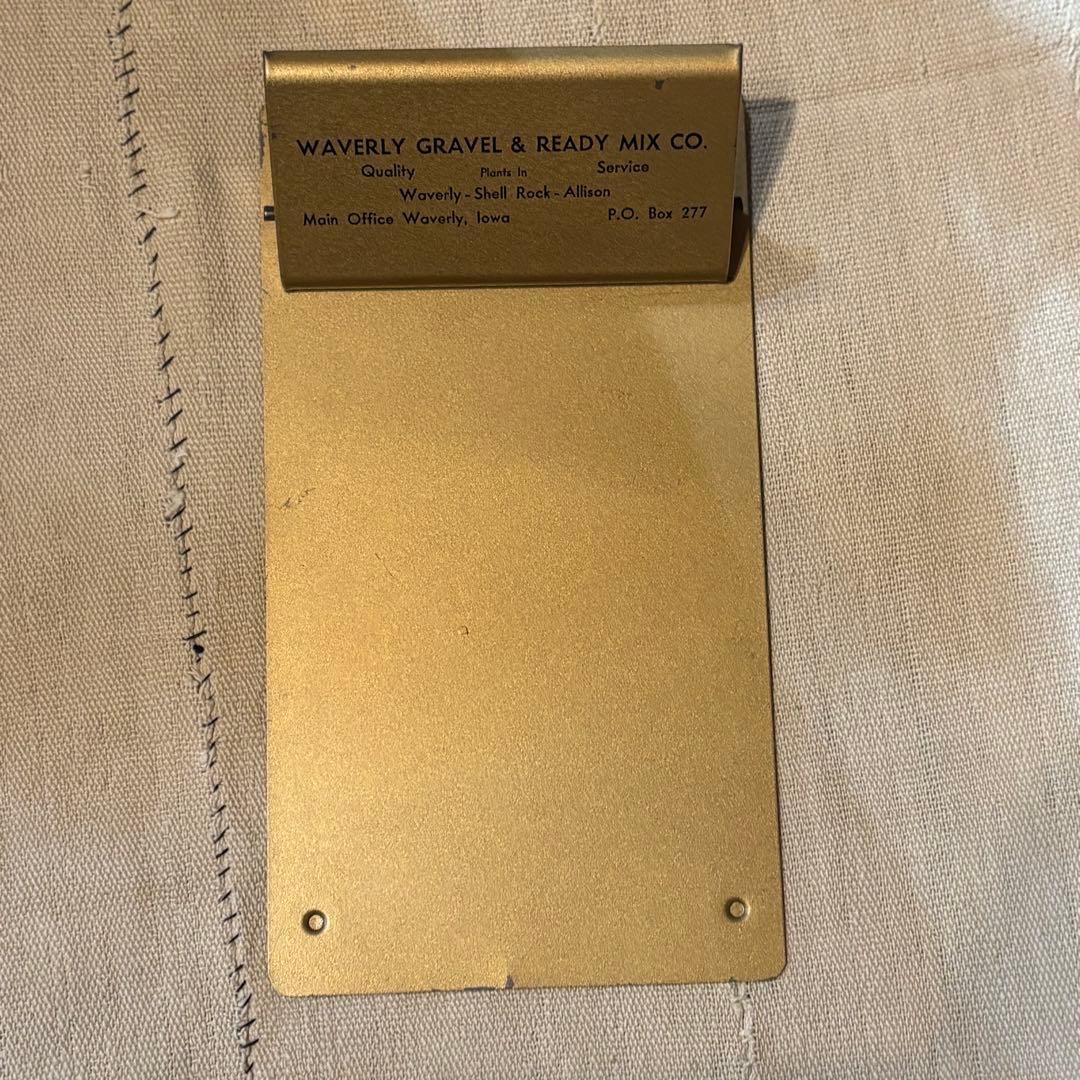 WAVERLY GRAVEL & READY MIX CO.
Quality Plants In Service
Waverly - Shell Rock - Allison
Main Office Waverly, Iowa P.O. Box 277